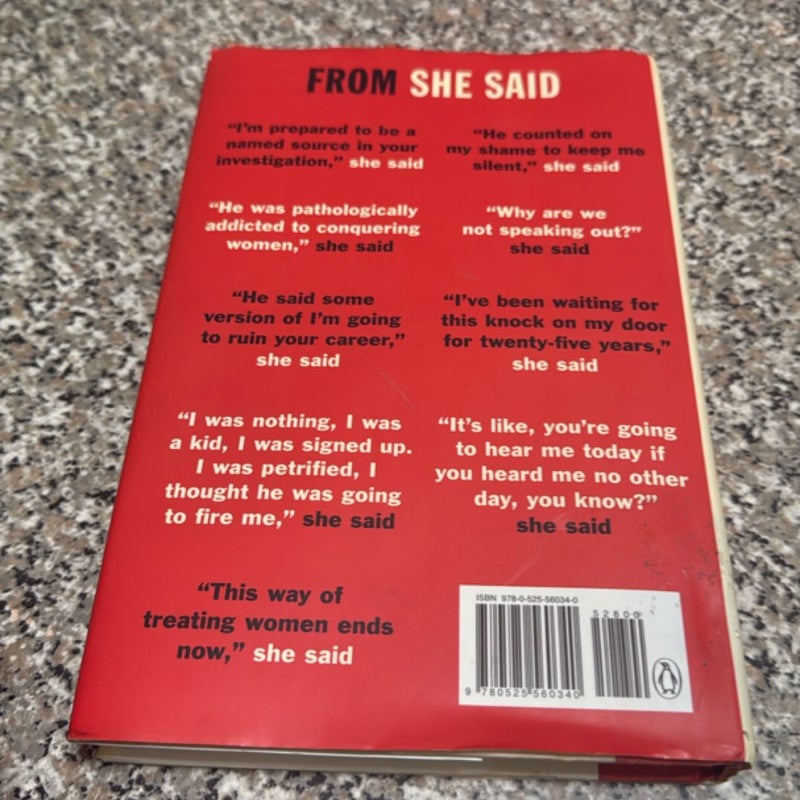 FROM SHE SAID
“I’m prepared to be a
named source in your
investigation,” she said
“He counted on
my shame to keep me
silent,” she said
“He was pathologically
addicted to conquering
women,” she said
“Why are we
not speaking out?”
she said
“He said some
version of I’m going
to ruin your career,”
she said
“I’ve been waiting for
this knock on my door
for twenty-five years,”
she said
“I was nothing, I was
a kid, I was signed up.
I was petrified, I
thought he was going
to fire me,” she said
“It’s like, you’re going
to hear me today if
you heard me no other
day, you know?”
she said
“This way of
treating women ends
now,” she said
ISBN 978-0-525-56034-0
52800
9 780525 560340